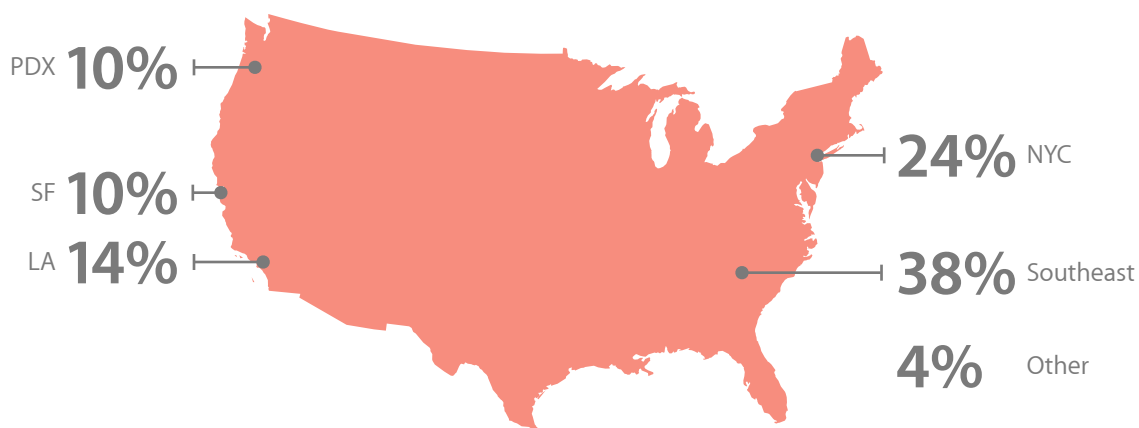 PDX 10%
SF 10%
LA 14%
24% NYC
38% Southeast
4% Other